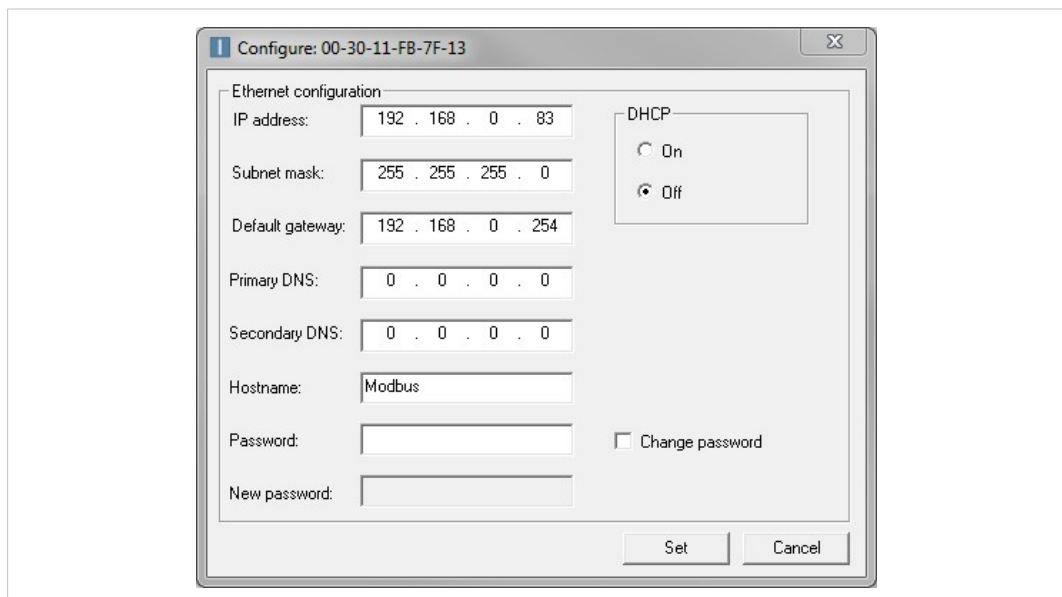 Configure: 00-30-11-FB-7F-13
Ethernet configuration
IP address: 192 . 168 . 0 . 83
DHCP
On
Subnet mask: 255 . 255 . 255 . 0
Off
Default gateway: 192 . 168 . 0 . 254
Primary DNS: 0 . 0 . 0 . 0
Secondary DNS: 0 . 0 . 0 . 0
Hostname: Modbus
Password:
Change password
New password:
Set Cancel